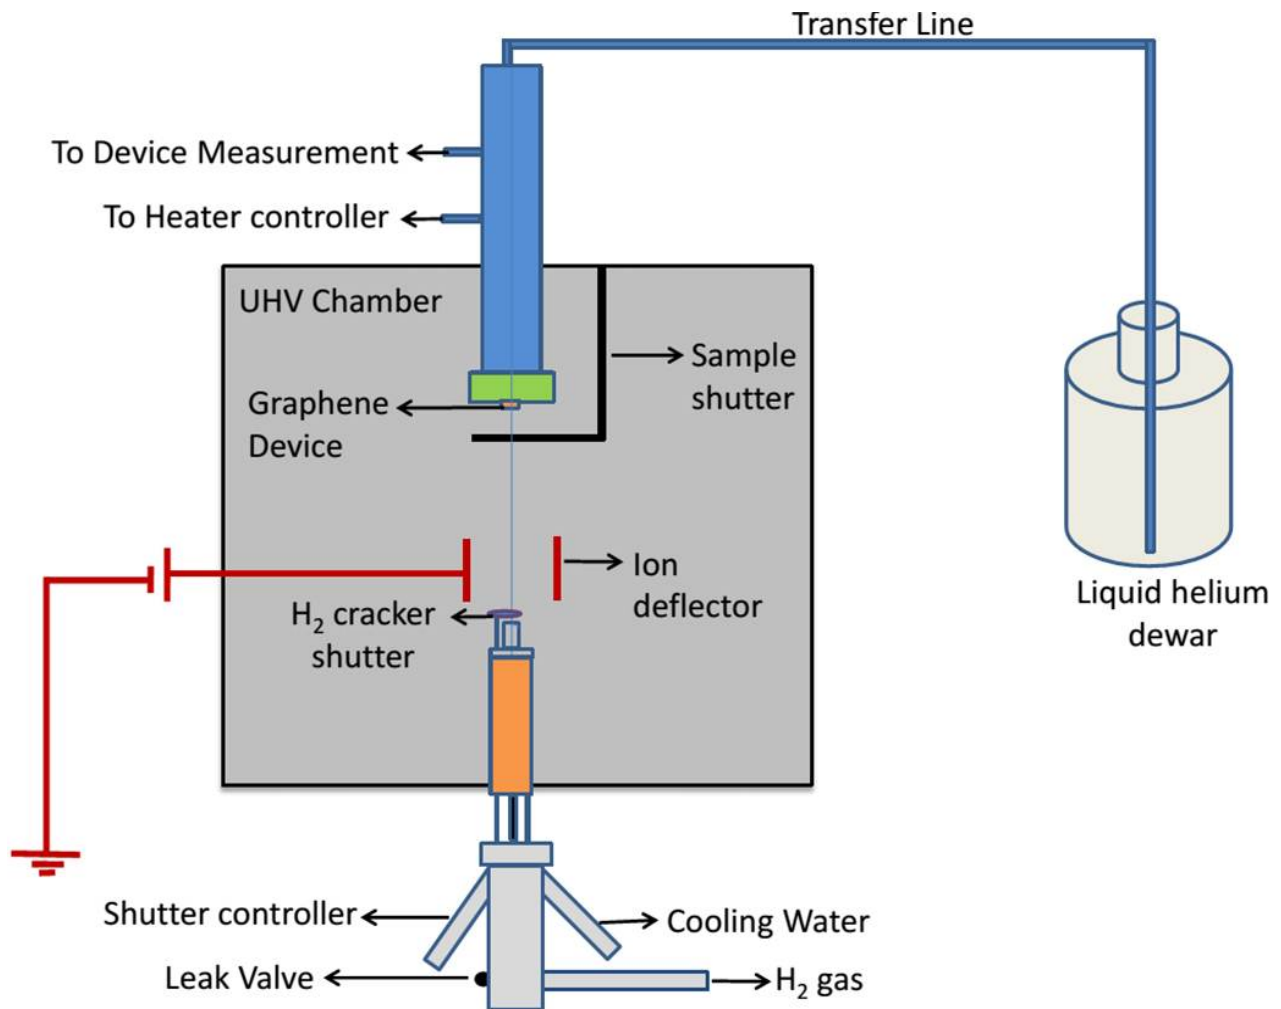 Transfer Line
To Device Measurement
To Heater controller
UHV Chamber
Sample
shutter
Graphene
Device
Ion
deflector
H₂ cracker
shutter
Liquid helium
dewar
Shutter controller
Cooling Water
Leak Valve
H₂ gas